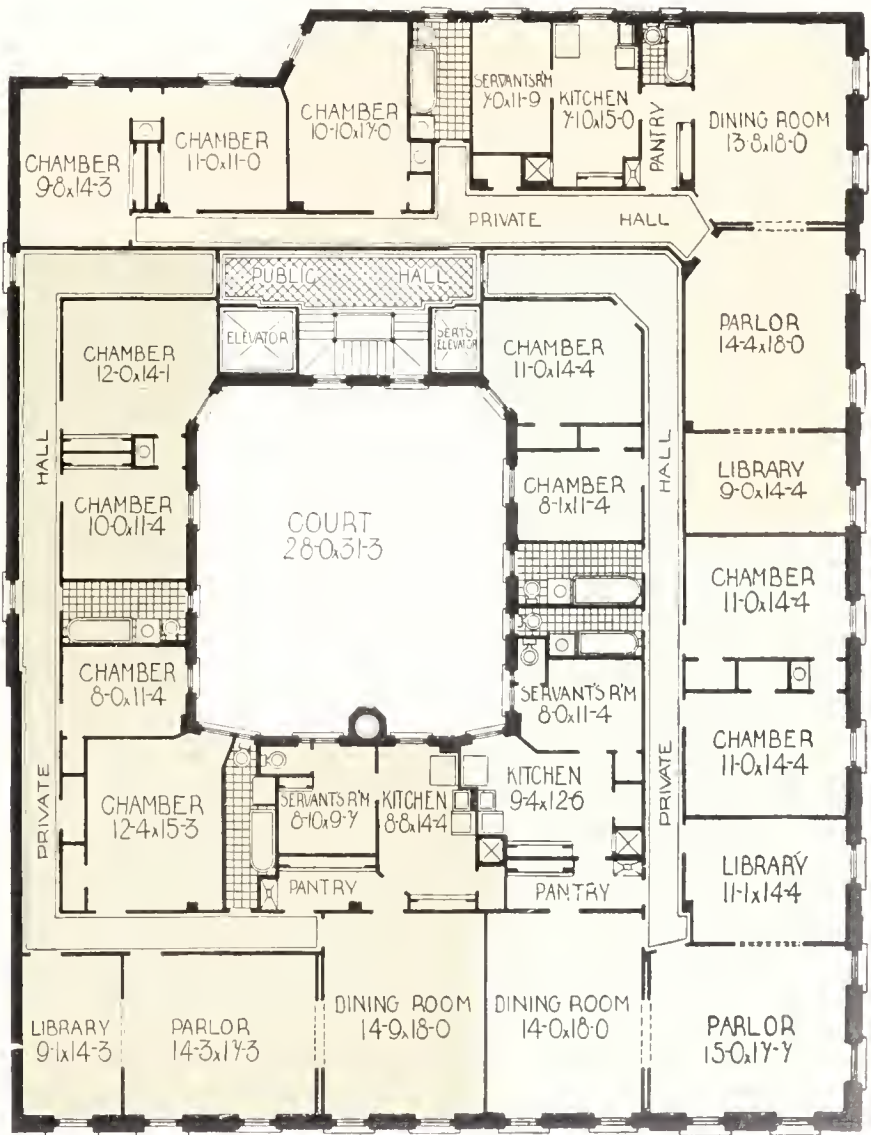 CHAMBER
9-8x14-3
CHAMBER
11-0x11-0
CHAMBER
10-10x17-0
SERVANTS R'M
7-0x11-9
KITCHEN
7-10x15-0
PANTRY
DINING ROOM
13-8x18-0
PRIVATE HALL
PUBLIC HALL
ELEVATOR
SERT'S
ELEVATOR
PARLOR
14-4x18-0
LIBRARY
9-0x14-4
CHAMBER
12-0x14-1
CHAMBER
10-0x11-4
CHAMBER
8-0x11-4
CHAMBER
12-4x15-3
PRIVATE HALL
COURT
28-0x31-3
CHAMBER
11-0x14-4
CHAMBER
8-1x11-4
SERVANT'S R'M
8-0x11-4
KITCHEN
9-4x12-6
PANTRY
PRIVATE HALL
CHAMBER
11-0x14-4
CHAMBER
11-0x14-4
LIBRARY
11-1x14-4
SERVANT'S R'M
8-10x9-7
KITCHEN
8-8x14-4
PANTRY
LIBRARY
9-1x14-3
PARLOR
14-3x17-3
DINING ROOM
14-9x18-0
DINING ROOM
14-0x18-0
PARLOR
15-0x17-7